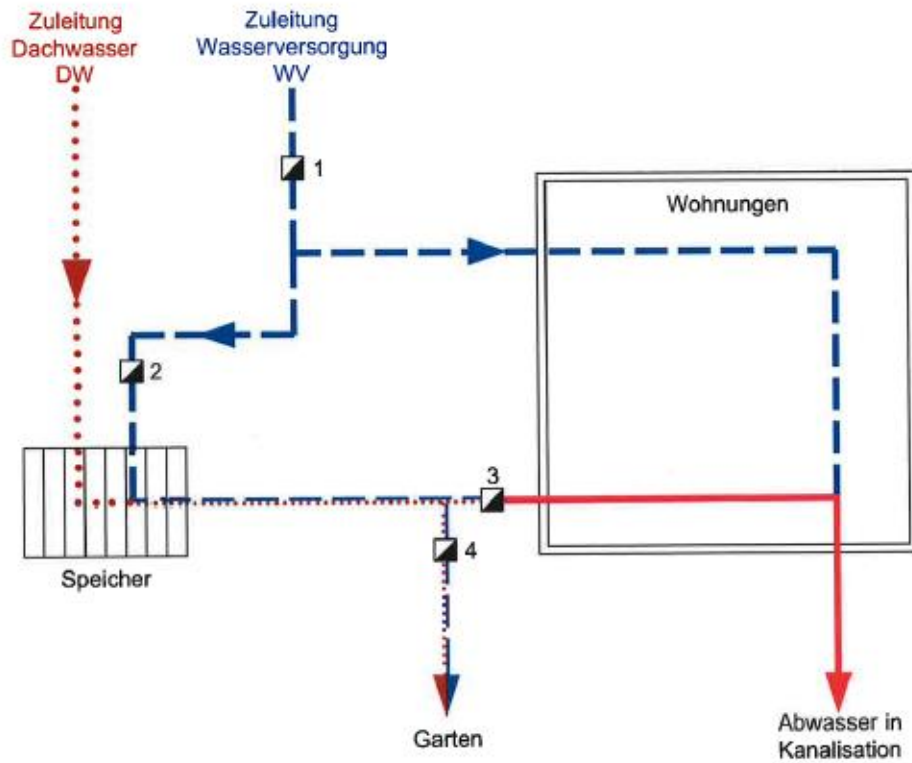 Zuleitung
Dachwasser
DW
Zuleitung
Wasserversorgung
WV
1
Wohnungen
2
3
4
Speicher
Garten
Abwasser in
Kanalisation